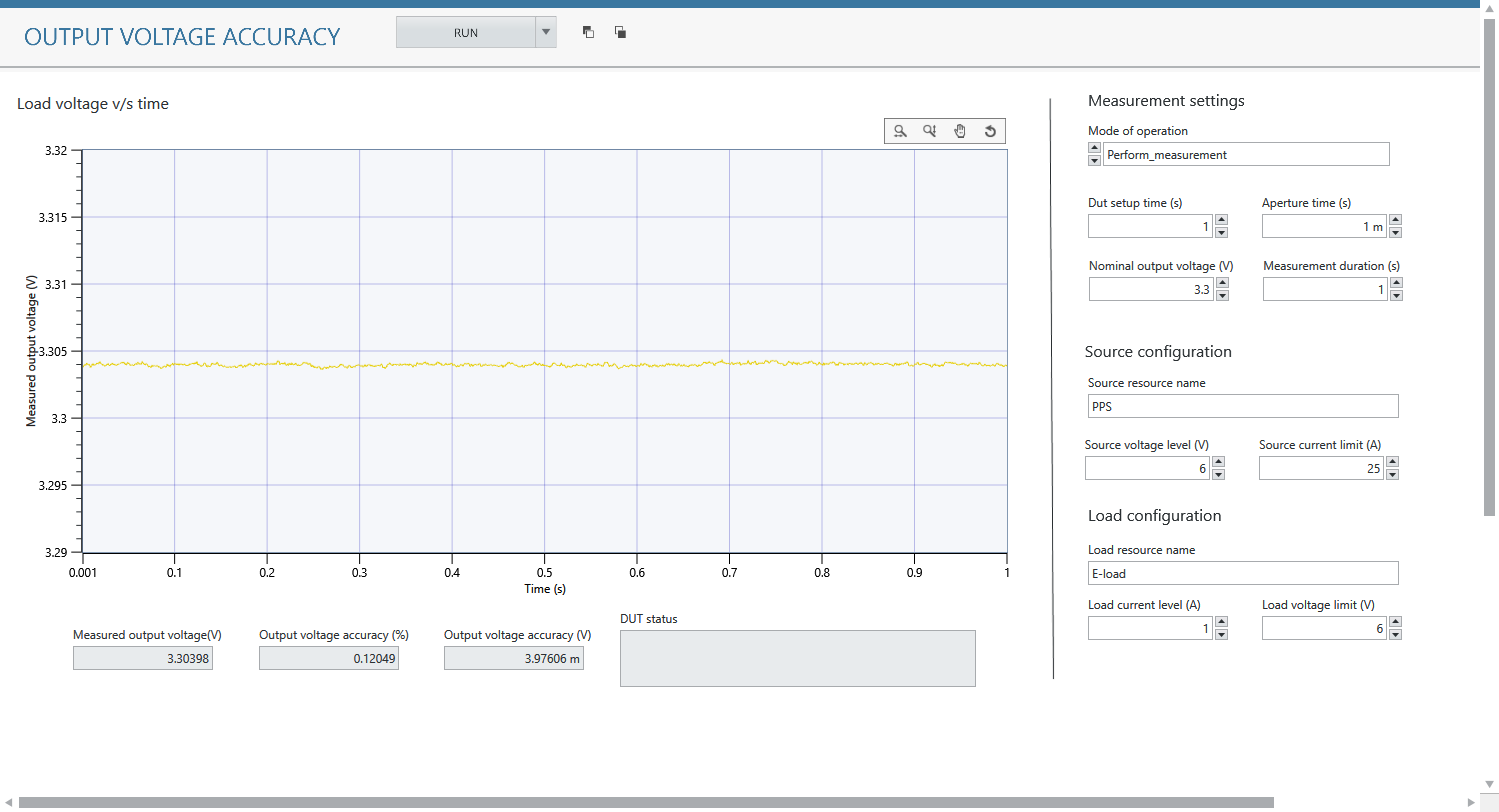 OUTPUT VOLTAGE ACCURACY
RUN
Load voltage v/s time
Measured output voltage (V)
3.32
3.315
3.31
3.305
3.3
3.295
3.29
0.001 0.1 0.2 0.3 0.4 0.5 0.6 0.7 0.8 0.9 1
Time (s)
Measured output voltage(V) Output voltage accuracy (%) Output voltage accuracy (V) DUT status
3.30398 0.12049 3.97606 m
Measurement settings
Mode of operation
Perform_measurement
Dut setup time (s) Aperture time (s)
1 1 m
Nominal output voltage (V) Measurement duration (s)
3.3 1
Source configuration
Source resource name
PPS
Source voltage level (V) Source current limit (A)
6 25
Load configuration
Load resource name
E-load
Load current level (A) Load voltage limit (V)
1 6